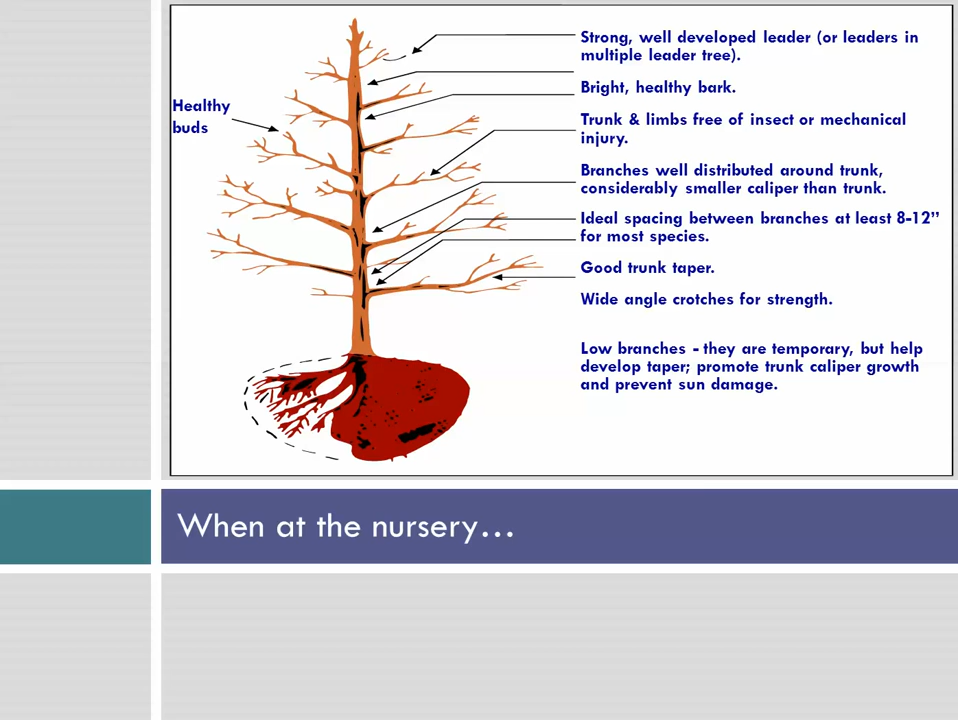 Healthy
buds
Strong, well developed leader (or leaders in
multiple leader tree).
Bright, healthy bark.
Trunk & limbs free of insect or mechanical
injury.
Branches well distributed around trunk,
considerably smaller caliper than trunk.
Ideal spacing between branches at least 8-12”
for most species.
Good trunk taper.
Wide angle crotches for strength.
Low branches - they are temporary, but help
develop taper; promote trunk caliper growth
and prevent sun damage.
When at the nursery…